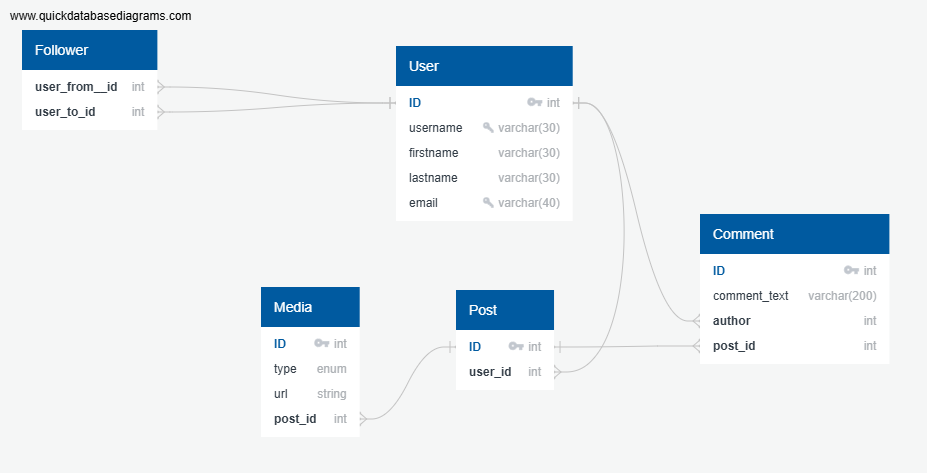 www.quickdatabasediagrams.com
Follower
user_from__id int
user_to_id int
User
ID int
username varchar(30)
firstname varchar(30)
lastname varchar(30)
email varchar(40)
Comment
ID int
comment_text varchar(200)
author int
post_id int
Media
ID int
type enum
url string
post_id int
Post
ID int
user_id int